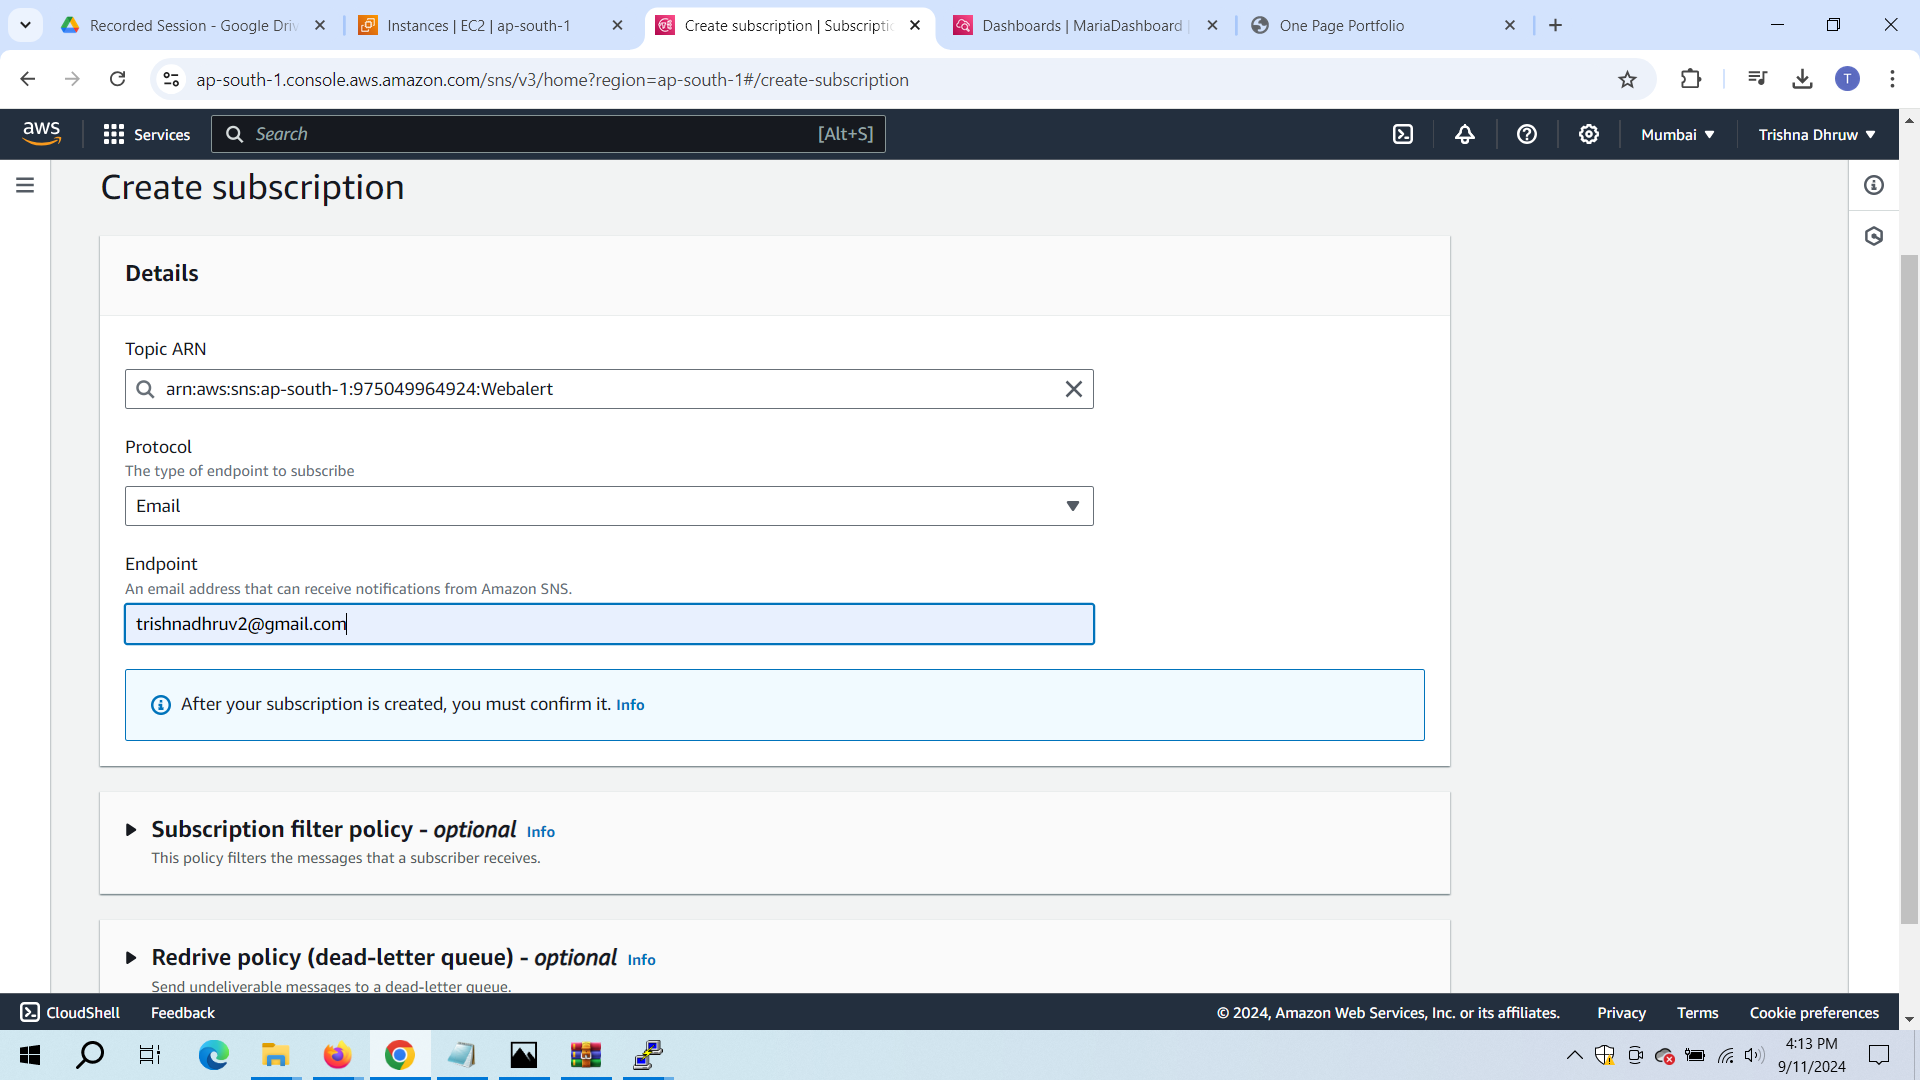 Recorded Session - Google Driv
Instances | EC2 | ap-south-1
Create subscription | Subscriptio
Dashboards | MariaDashboard |
One Page Portfolio
ap-south-1.console.aws.amazon.com/sns/v3/home?region=ap-south-1#/create-subscription
T
aws
Services
Search
[Alt+S]
Mumbai
Trishna Dhruw
Create subscription
Details
Topic ARN
arn:aws:sns:ap-south-1:975049964924:Webalert
Protocol
The type of endpoint to subscribe
Email
Endpoint
An email address that can receive notifications from Amazon SNS.
trishnadhruv2@gmail.com
After your subscription is created, you must confirm it. Info
Subscription filter policy - optional Info
This policy filters the messages that a subscriber receives.
Redrive policy (dead-letter queue) - optional Info
Send undeliverable messages to a dead-letter queue.
CloudShell
Feedback
© 2024, Amazon Web Services, Inc. or its affiliates.
Privacy
Terms
Cookie preferences
4:13 PM
9/11/2024